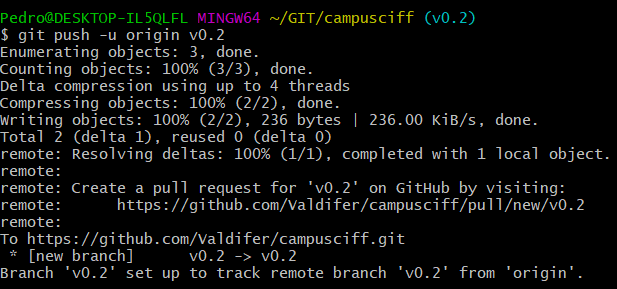 Pedro@DESKTOP-IL5QLFL MINGW64 ~/GIT/campusciff (v0.2)
$ git push -u origin v0.2
Enumerating objects: 3, done.
Counting objects: 100% (3/3), done.
Delta compression using up to 4 threads
Compressing objects: 100% (2/2), done.
Writing objects: 100% (2/2), 236 bytes | 236.00 KiB/s, done.
Total 2 (delta 1), reused 0 (delta 0)
remote: Resolving deltas: 100% (1/1), completed with 1 local object.
remote:
remote: Create a pull request for 'v0.2' on GitHub by visiting:
remote:      https://github.com/Valdifer/campusciff/pull/new/v0.2
remote:
To https://github.com/Valdifer/campusciff.git
 * [new branch]      v0.2 -> v0.2
Branch 'v0.2' set up to track remote branch 'v0.2' from 'origin'.